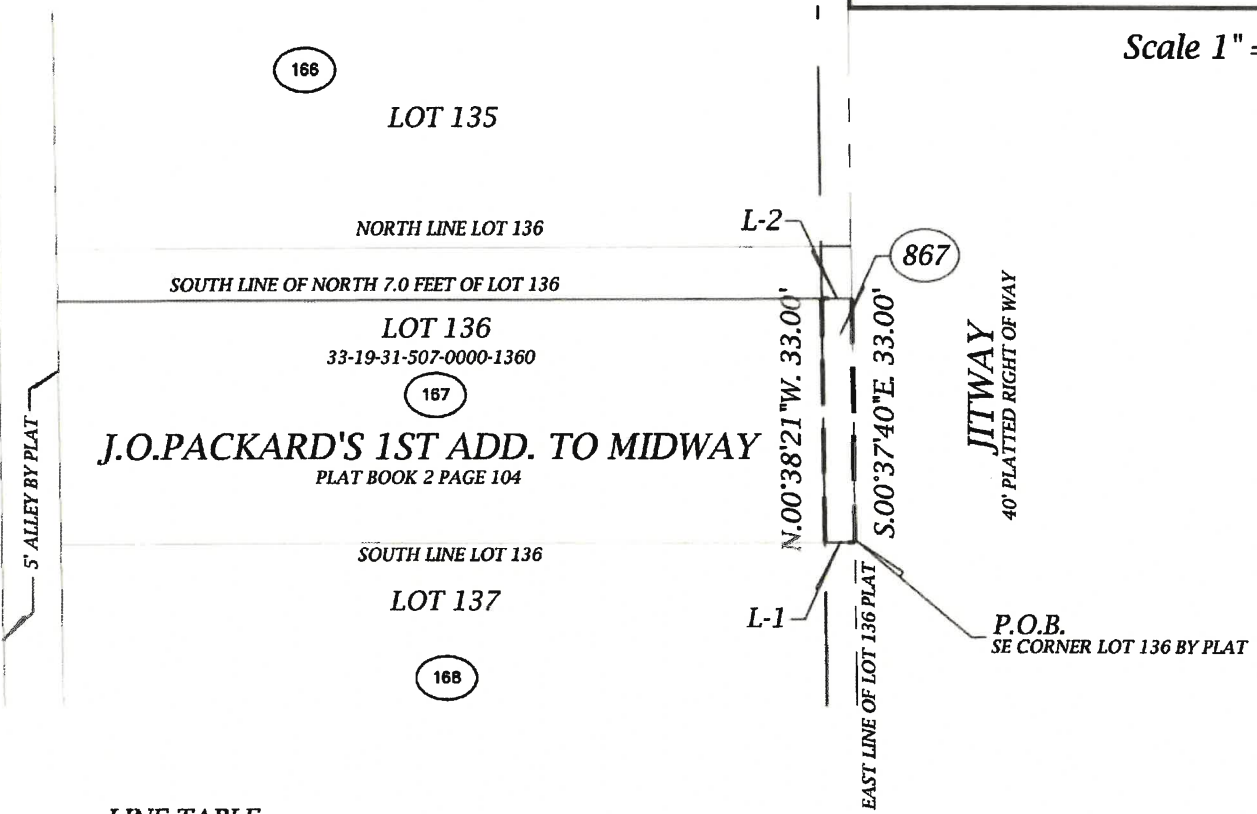 Scale 1" =
166
LOT 135
NORTH LINE LOT 136
L-2
867
SOUTH LINE OF NORTH 7.0 FEET OF LOT 136
LOT 136
33-19-31-507-0000-1360
167
J.O.PACKARD'S 1ST ADD. TO MIDWAY
PLAT BOOK 2 PAGE 104
N.00°38'21"W. 33.00'
S.00°37'40"E. 33.00'
JITWAY
40' PLATTED RIGHT OF WAY
5' ALLEY BY PLAT
SOUTH LINE LOT 136
LOT 137
L-1
P.O.B.
SE CORNER LOT 136 BY PLAT
EAST LINE OF LOT 136 PLAT
168
LINE TABLE